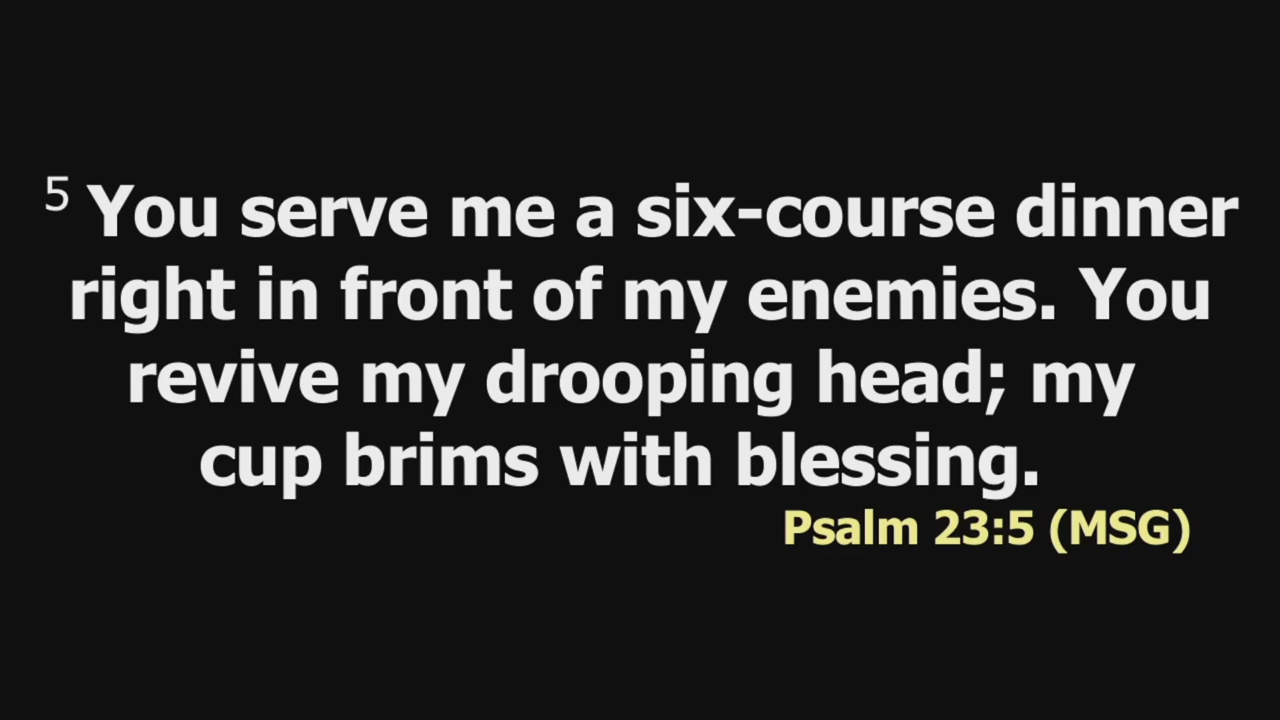 5 You serve me a six-course dinner
right in front of my enemies. You
revive my drooping head; my
cup brims with blessing.
Psalm 23:5 (MSG)